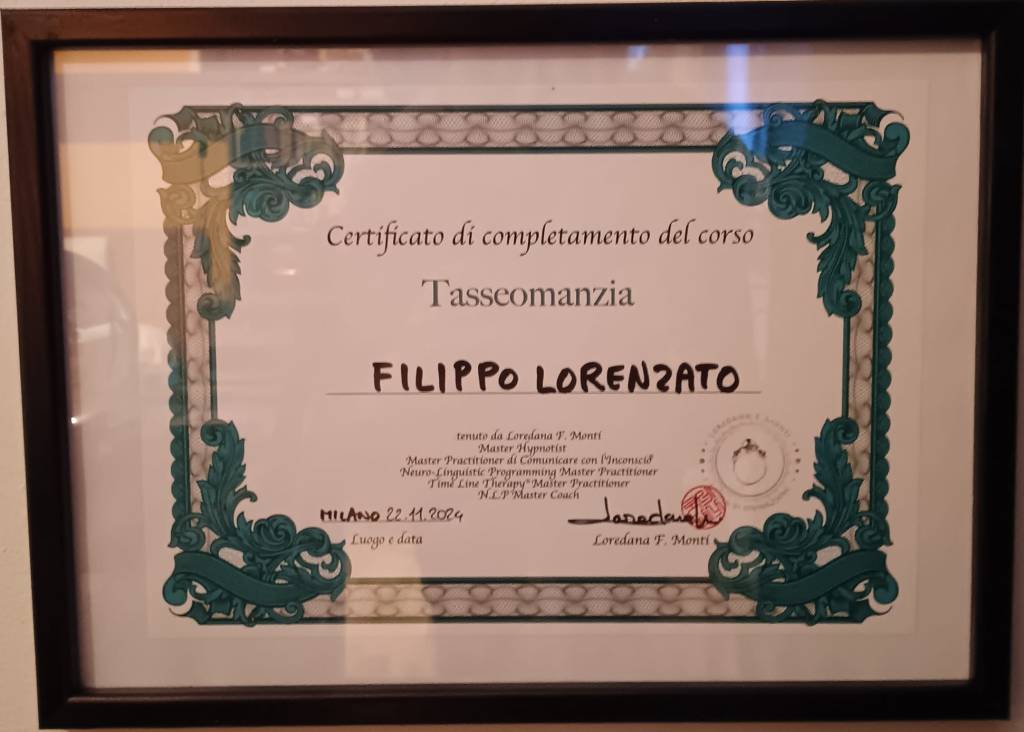 Certificato di completamento del corso
Tasseomanzia
FILIPPO LORENZATO
tenuto da Loredana F. Monti
Master Hypnotist
Master Practitioner di Comunicare con l'Inconscio®
Neuro-Linguistic Programming Master Practitioner
Time Line Therapy® Master Practitioner
N.L.P Master Coach
MILANO 22.11.2024
Luogo e data
Loredana F. Monti